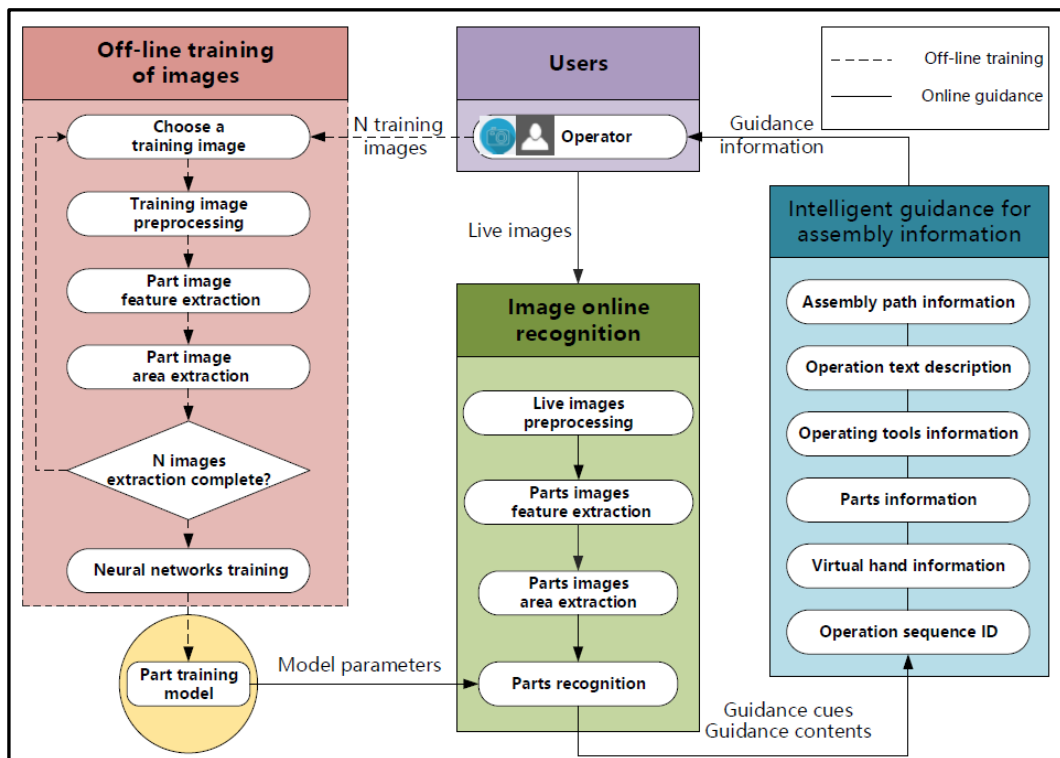 Off-line training
of images
Choose a
training image
Training image
preprocessing
Part image
feature extraction
Part image
area extraction
N images
extraction complete?
Neural networks training
Part training
model
N training
images
Users
Operator
Live images
Image online
recognition
Live images
preprocessing
Parts images
feature extraction
Parts images
area extraction
Parts recognition
Model parameters
Guidance cues
Guidance contents
Off-line training
Online guidance
Guidance
information
Intelligent guidance for
assembly information
Assembly path information
Operation text description
Operating tools information
Parts information
Virtual hand information
Operation sequence ID